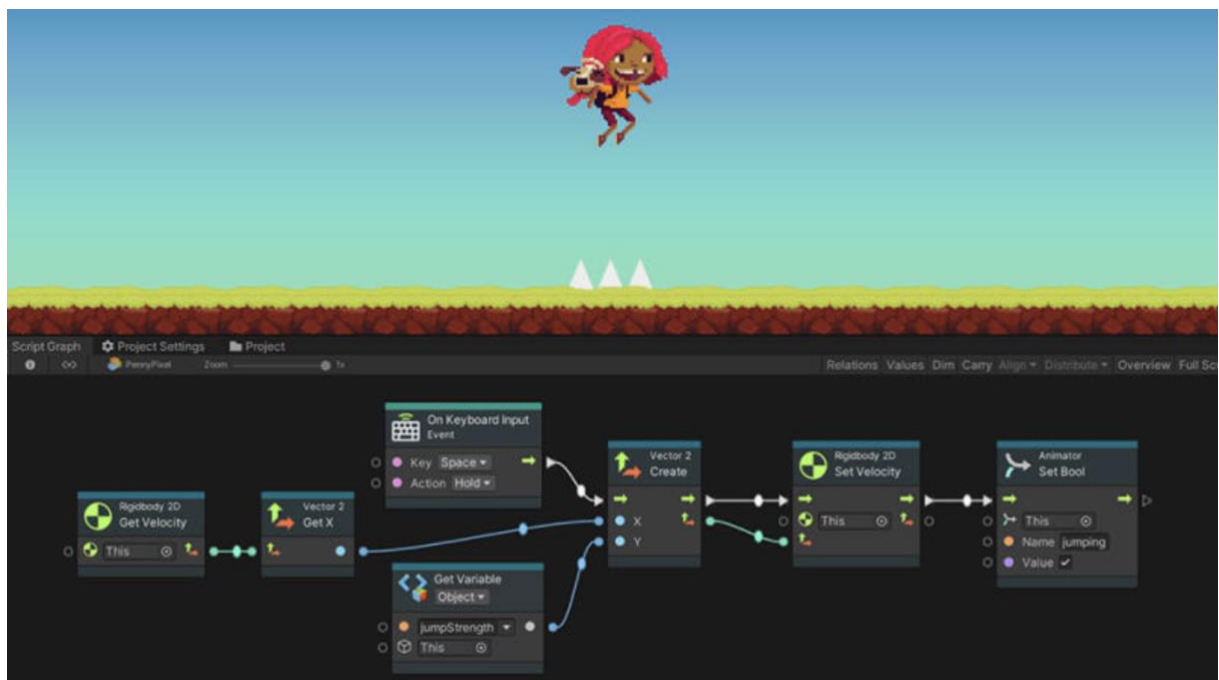 Script Graph Project Settings Project
<x> PennyPixel Zoom 1x Relations Values Dim Carry Align Distribute Overview Full Scr
On Keyboard Input
Event
Key Space
Action Hold
Rigidbody 2D
Get Velocity
This
Vector 2
Get X
Get Variable
Object
jumpStrength
This
Vector 2
Create
X
Y
Rigidbody 2D
Set Velocity
This
Animator
Set Bool
This
Name jumping
Value